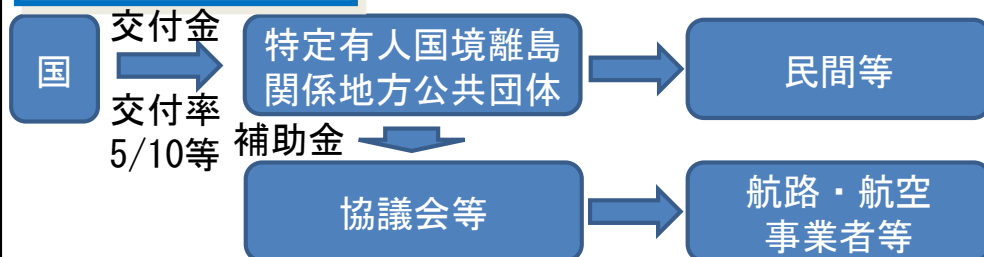 交付金
国
特定有人国境離島
関係地方公共団体
民間等
交付率
5/10等
補助金
協議会等
航路・航空
事業者等